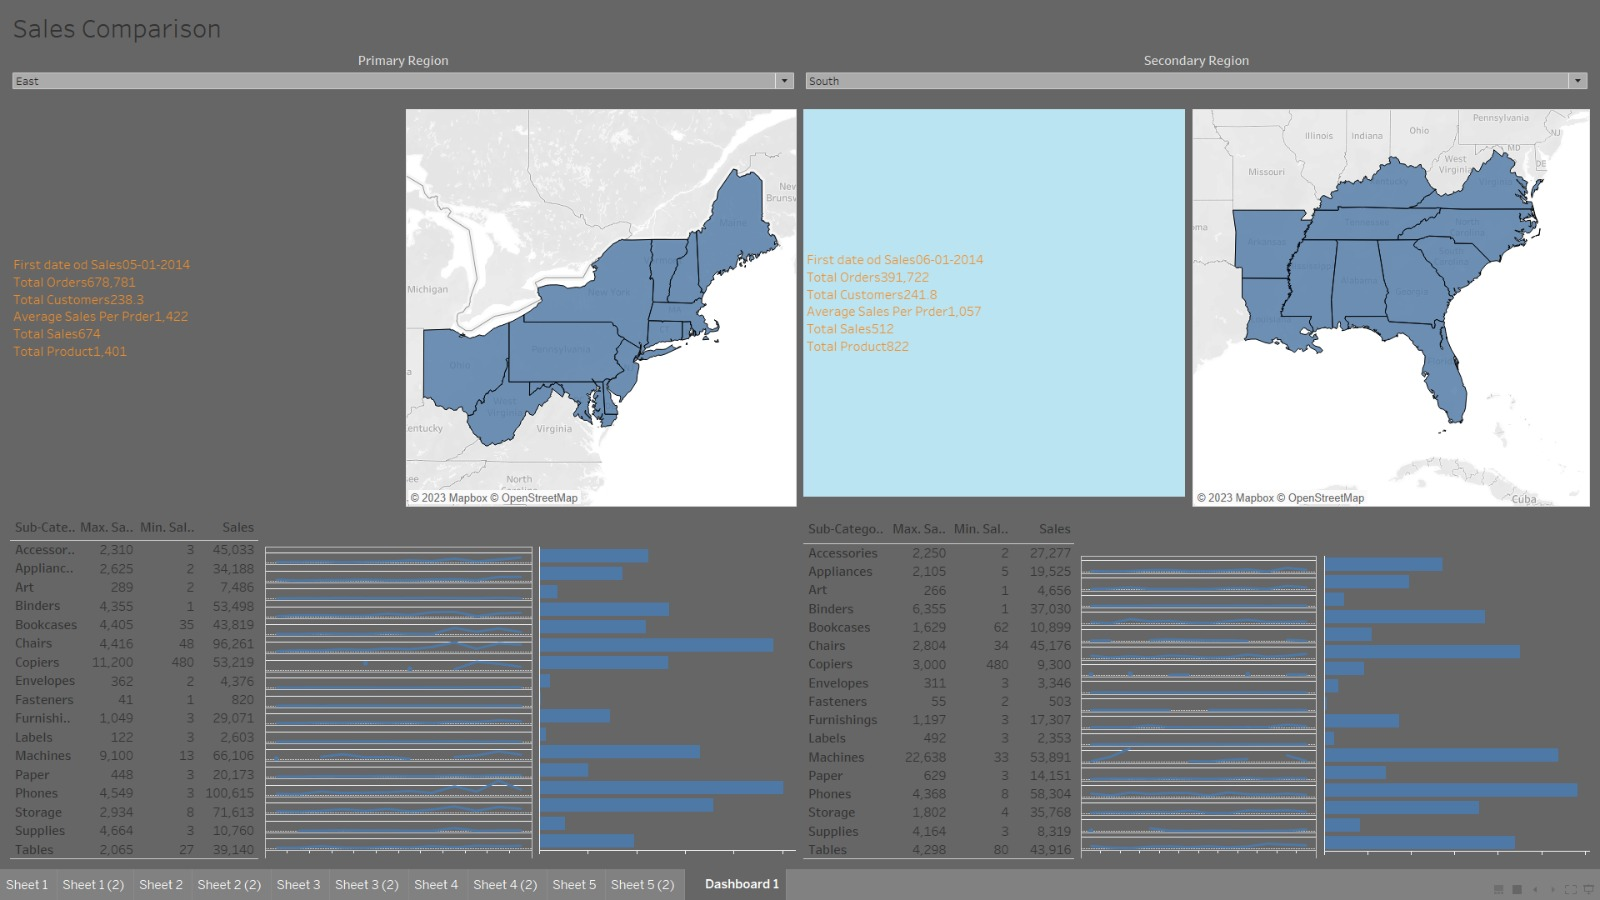 Sales Comparison
Primary Region
Secondary Region
East
South
First date od Sales05-01-2014
Total Orders678,781
Total Customers238.3
Average Sales Per Prder1,422
Total Sales674
Total Product1,401
Michigan
New
Brunsw
Maine
Vermont
New York
MA
CT
Pennsylvania
Ohio
West
Virginia
Virginia
entucky
ee
North
a
© 2023 Mapbox © OpenStreetMap
First date od Sales06-01-2014
Total Orders391,722
Total Customers241.8
Average Sales Per Prder1,057
Total Sales512
Total Product822
Pennsylvania
Illinois
Indiana
Ohio
NJ
MD
DE
West
Virginia
Missouri
Kentucky
Virginia
Tennessee
North
Carolina
oma
Arkansas
South
Carolina
Mississippi
Alabama
Georgia
Cuba
© 2023 Mapbox © OpenStreetMap
Sub-Cate.. Max. Sa.. Min. Sal.. Sales
Accessor.. 2,310 3 45,033
Applianc.. 2,625 2 34,188
Art 289 2 7,486
Binders 4,355 1 53,498
Bookcases 4,405 35 43,819
Chairs 4,416 48 96,261
Copiers 11,200 480 53,219
Envelopes 362 2 4,376
Fasteners 41 1 820
Furnishi.. 1,049 3 29,071
Labels 122 3 2,603
Machines 9,100 13 66,106
Paper 448 3 20,173
Phones 4,549 3 100,615
Storage 2,934 8 71,613
Supplies 4,664 3 10,760
Tables 2,065 27 39,140
Sub-Catego.. Max. Sa.. Min. Sal.. Sales
Accessories 2,250 2 27,277
Appliances 2,105 5 19,525
Art 266 1 4,656
Binders 6,355 1 37,030
Bookcases 1,629 62 10,899
Chairs 2,804 34 45,176
Copiers 3,000 480 9,300
Envelopes 311 3 3,346
Fasteners 55 2 503
Furnishings 1,197 3 17,307
Labels 492 3 2,353
Machines 22,638 33 53,891
Paper 629 3 14,151
Phones 4,368 8 58,304
Storage 1,802 4 35,768
Supplies 4,164 3 8,319
Tables 4,298 80 43,916
Sheet 1 Sheet 1 (2) Sheet 2 Sheet 2 (2) Sheet 3 Sheet 3 (2) Sheet 4 Sheet 4 (2) Sheet 5 Sheet 5 (2) Dashboard 1